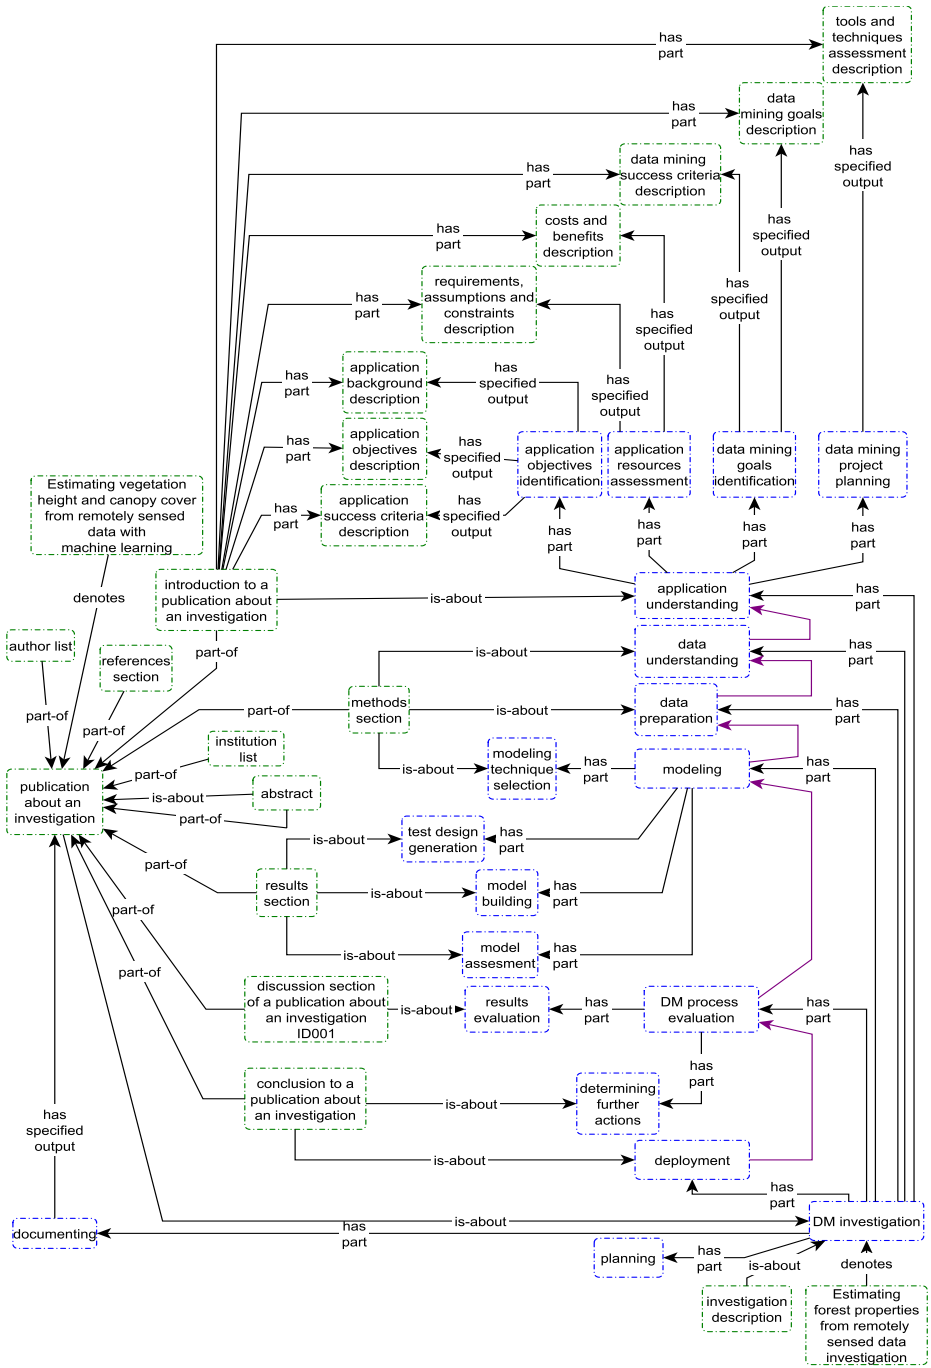 tools and
techniques
assessment
description
has
part
data
mining goals
description
has
part
has
specified
output
data mining
success criteria
description
has
part
has
specified
output
costs and
benefits
description
has
part
has
specified
output
requirements,
assumptions and
constraints
description
has
part
has
specified
output
application
background
description
has
part
has
specified
output
has
specified
output
application
objectives
description
has
part
has
specified
output
application
objectives
identification
application
resources
assessment
data mining
goals
identification
data mining
project
planning
application
success criteria
description
has
part
has
specified
output
Estimating vegetation
height and canopy cover
from remotely sensed
data with
machine learning
has
part
has
part
has
part
has
part
denotes
introduction to a
publication about
an investigation
is-about
application
understanding
has
part
author list
references
section
part-of
is-about
data
understanding
has
part
part-of
part-of
part-of
methods
section
is-about
data
preparation
has
part
institution
list
part-of
is-about
modeling
technique
selection
has
part
modeling
has
part
publication
about an
investigation
is-about
abstract
part-of
is-about
test design
generation
has
part
part-of
results
section
is-about
model
building
has
part
part-of
is-about
model
assesment
has
part
part-of
discussion section
of a publication about
an investigation
ID001
is-about
results
evaluation
has
part
DM process
evaluation
has
part
has
part
conclusion to a
publication about
an investigation
is-about
determining
further
actions
has
specified
output
is-about
deployment
has
part
documenting
is-about
has
part
DM investigation
planning
has
part
is-about
denotes
investigation
description
Estimating
forest properties
from remotely
sensed data
investigation